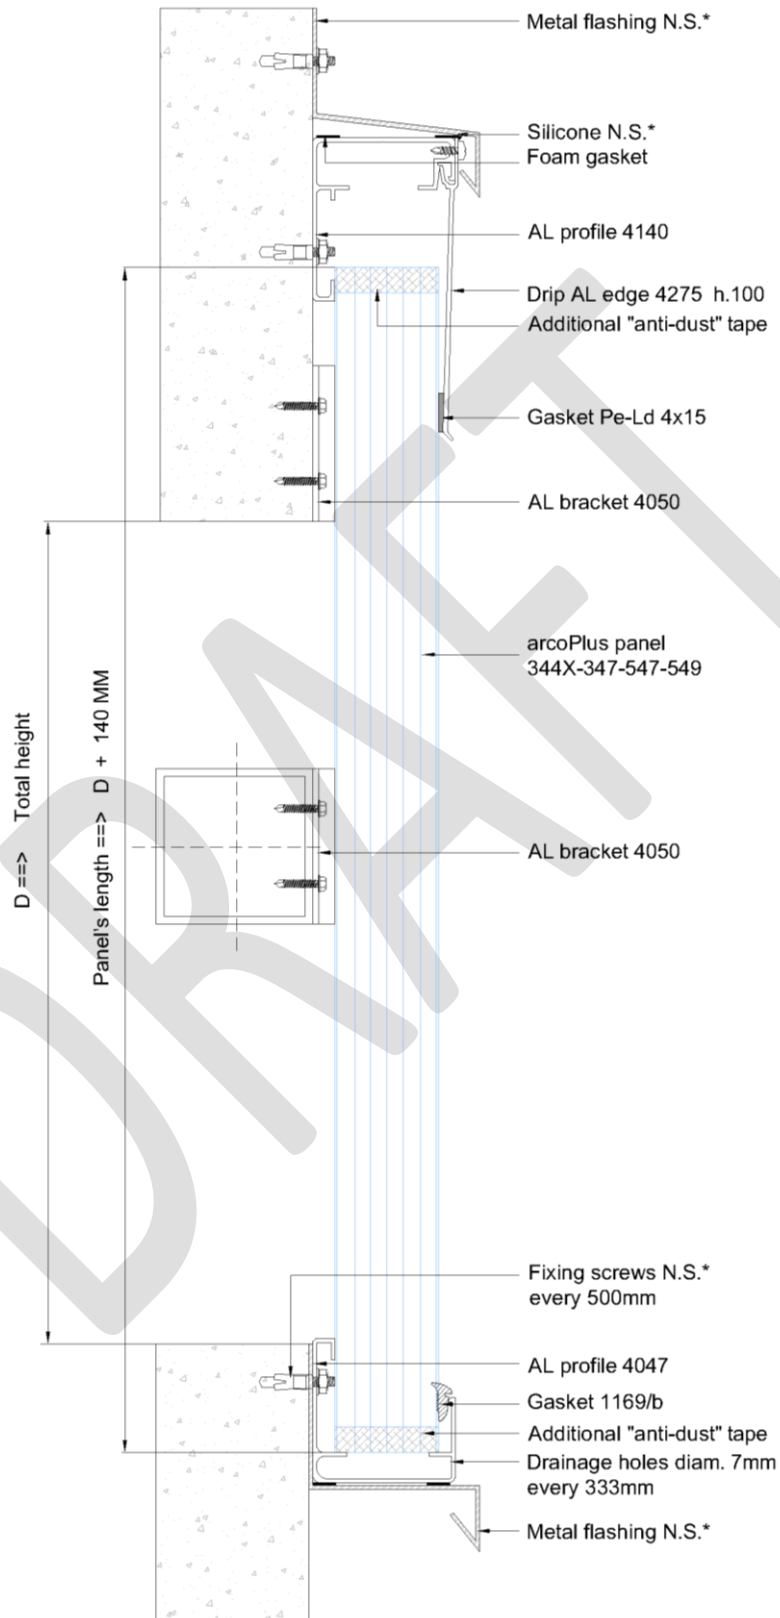 Metal flashing N.S.*
Silicone N.S.*
Foam gasket
AL profile 4140
Drip AL edge 4275 h.100
Additional "anti-dust" tape
Gasket Pe-Ld 4x15
AL bracket 4050
arcoPlus panel
344X-347-547-549
D ==> Total height
Panel's length ==> D + 140 MM
AL bracket 4050
Fixing screws N.S.*
every 500mm
AL profile 4047
Gasket 1169/b
Additional "anti-dust" tape
Drainage holes diam. 7mm
every 333mm
Metal flashing N.S.*
DRAFT